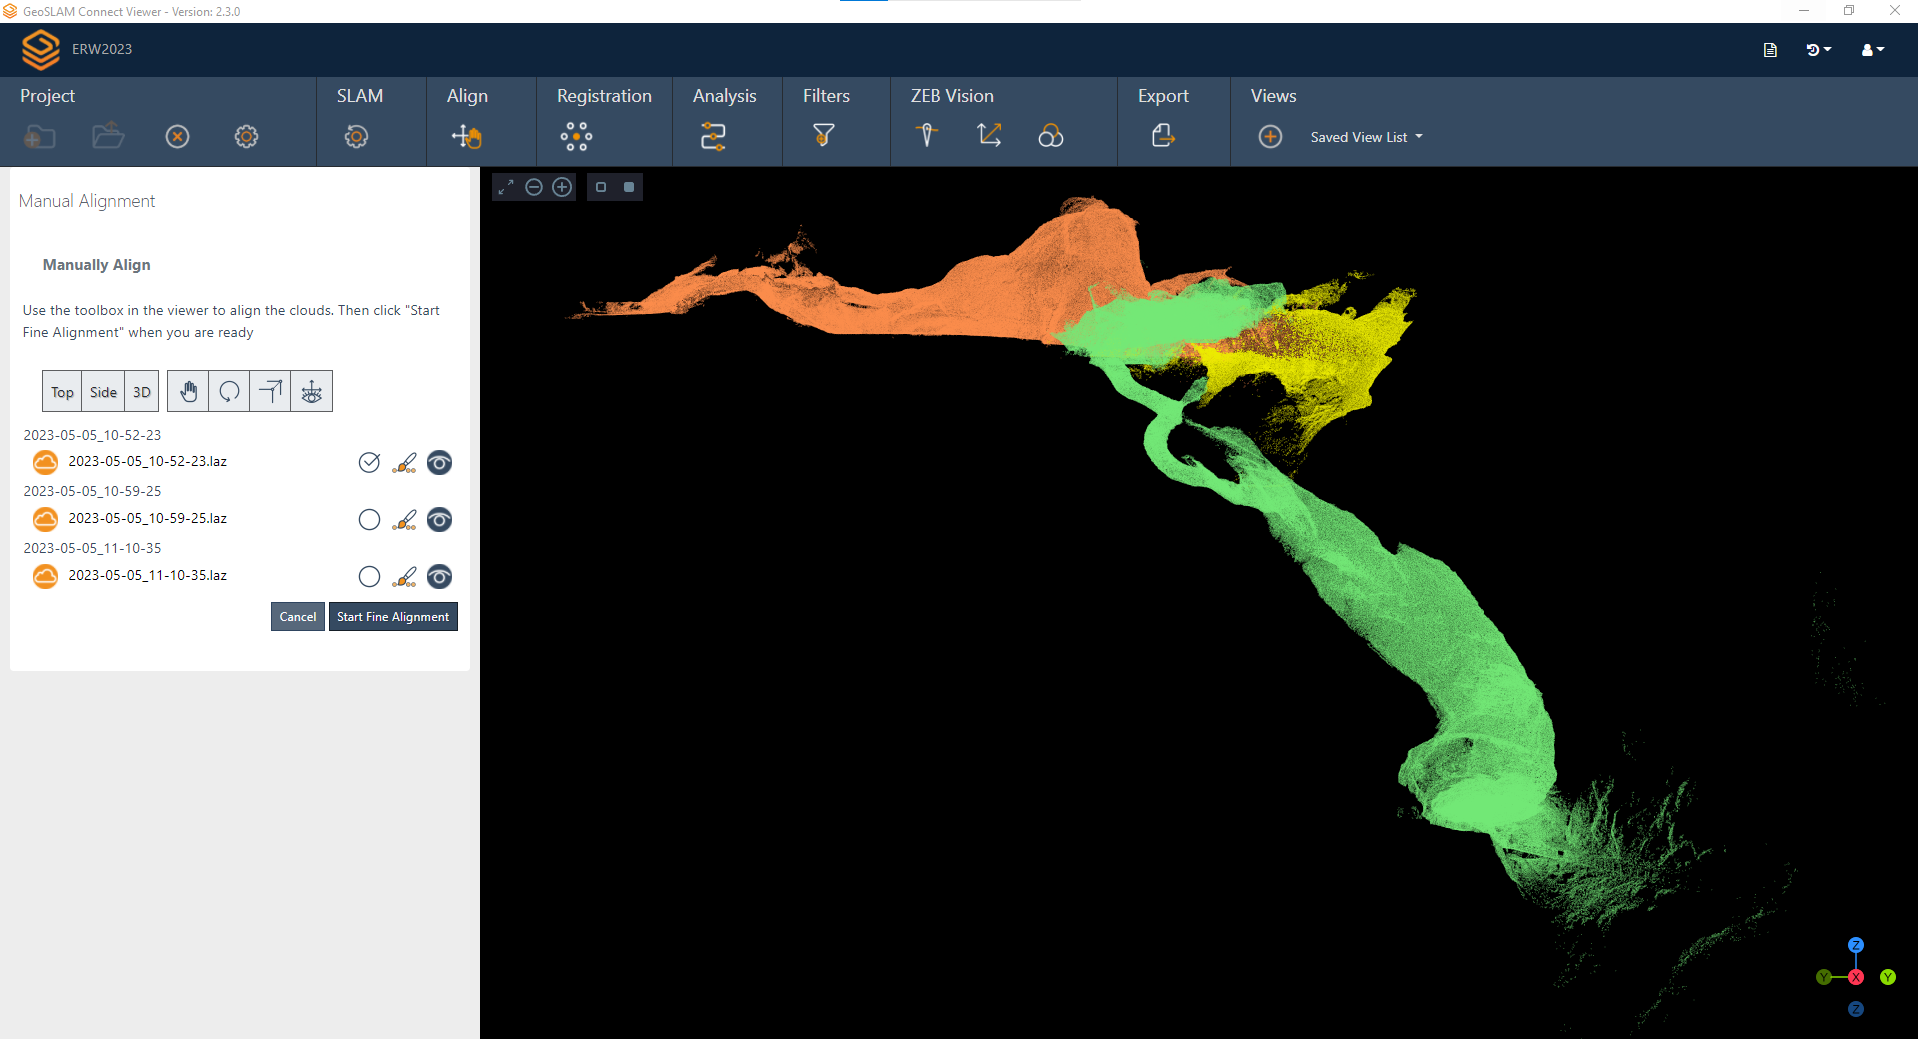 GeoSLAM Connect Viewer - Version: 2.3.0
ERW2023
Project
SLAM
Align
Registration
Analysis
Filters
ZEB Vision
Export
Views
Saved View List
Manual Alignment
Manually Align
Use the toolbox in the viewer to align the clouds. Then click "Start
Fine Alignment" when you are ready
Top Side 3D
2023-05-05_10-52-23
2023-05-05_10-52-23.laz
2023-05-05_10-59-25
2023-05-05_10-59-25.laz
2023-05-05_11-10-35
2023-05-05_11-10-35.laz
Cancel Start Fine Alignment
Z
Y X Y
Z